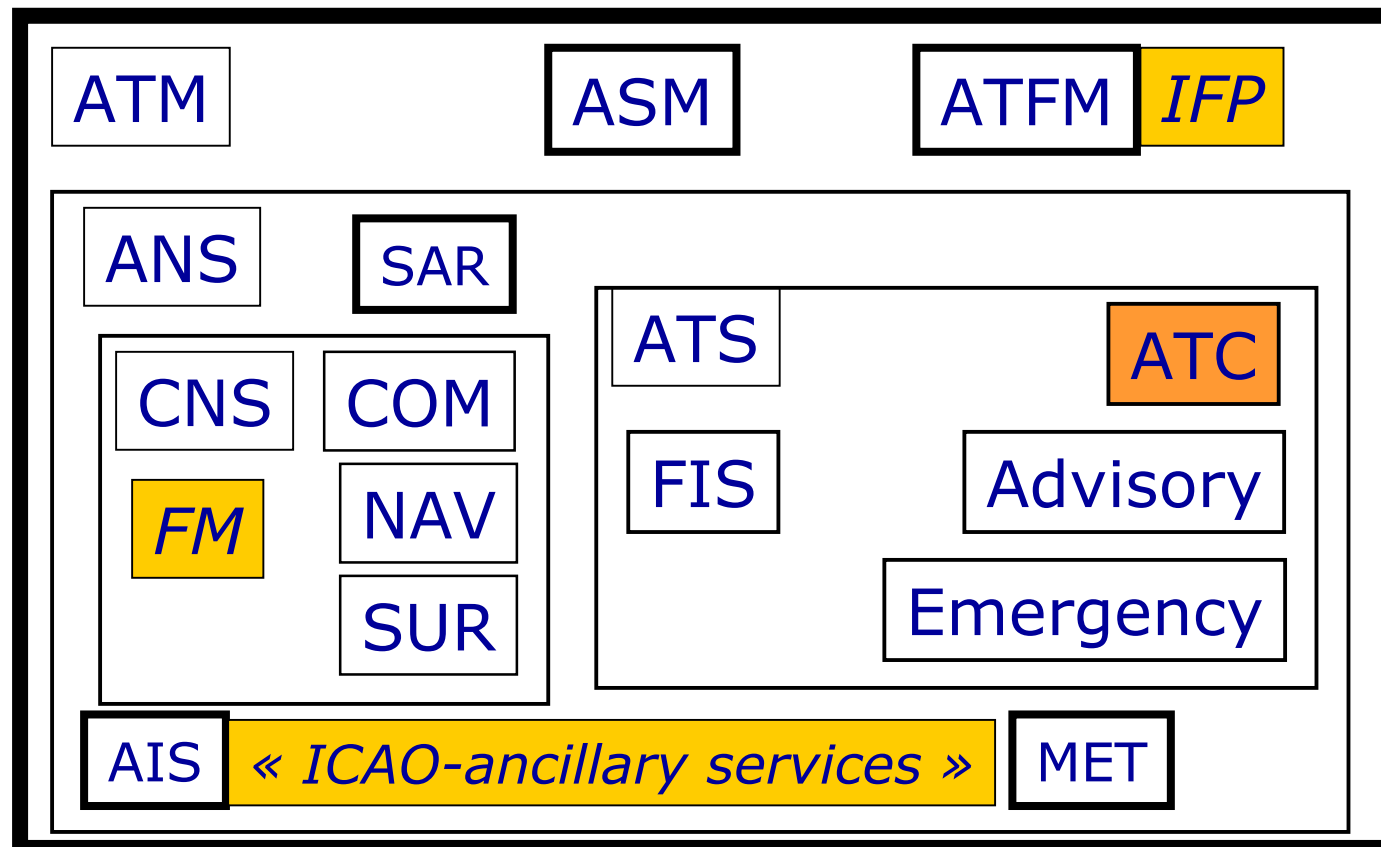 ATM
ASM
ATFM
IFP
ANS
SAR
CNS
COM
FM
NAV
SUR
ATS
ATC
FIS
Advisory
Emergency
AIS
« ICAO-ancillary services »
MET